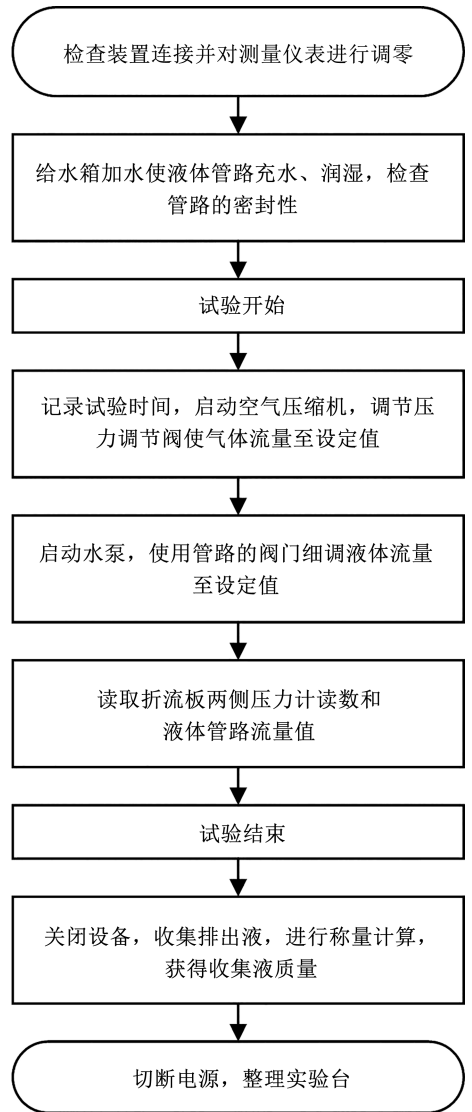 检查装置连接并对测量仪表进行调零
给水箱加水使液体管路充水、润湿，检查
管路的密封性
试验开始
记录试验时间，启动空气压缩机，调节压
力调节阀使气体流量至设定值
启动水泵，使用管路的阀门细调液体流量
至设定值
读取折流板两侧压力计读数和
液体管路流量值
试验结束
关闭设备，收集排出液，进行称量计算，
获得收集液质量
切断电源，整理实验台